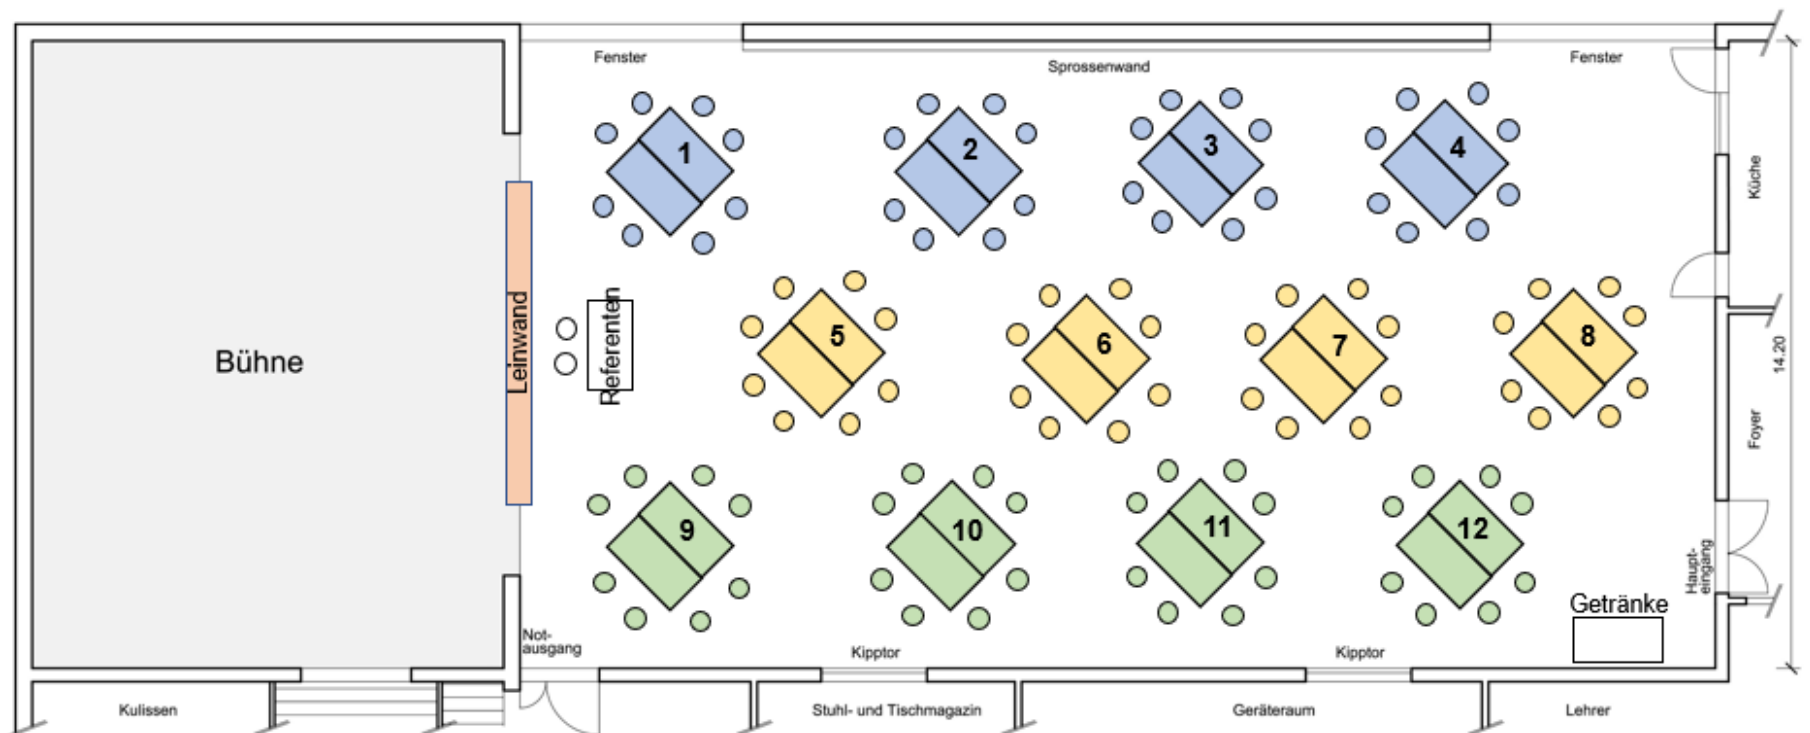 Fenster
Sprossenwand
Fenster
1
2
3
4
Küche
Bühne
Leinwand
Referenten
5
6
7
8
14.20
Foyer
9
10
11
12
Haupt-
eingang
Getränke
Not-
ausgang
Kipptor
Kipptor
Kulissen
Stuhl- und Tischmagazin
Geräteraum
Lehrer